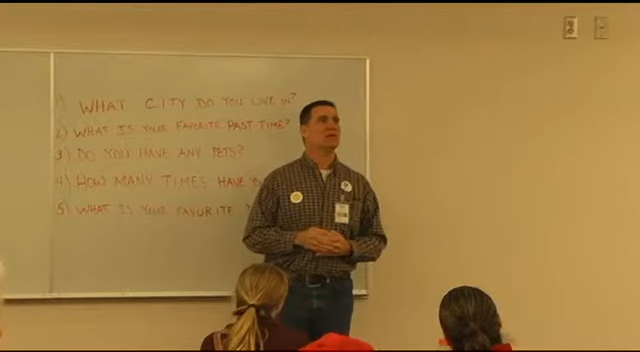 1) WHAT CITY DO YOU LIVE IN?
2) WHAT IS YOUR FAVORITE PAST TIME?
3) DO YOU HAVE ANY PETS?
4) HOW MANY TIMES HAVE
5) WHAT IS YOUR FAVORITE